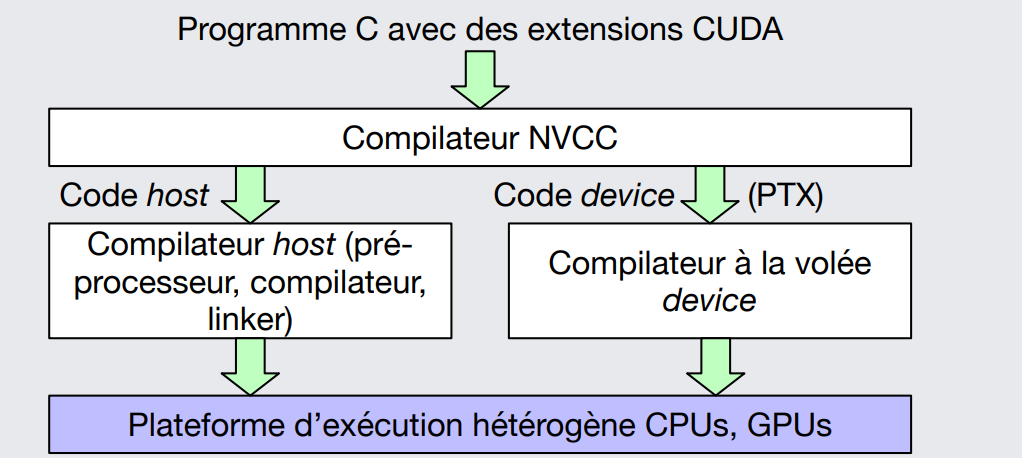 Programme C avec des extensions CUDA
Compilateur NVCC
Code host
Code device (PTX)
Compilateur host (pré-
processeur, compilateur,
linker)
Compilateur à la volée
device
Plateforme d’exécution hétérogène CPUs, GPUs